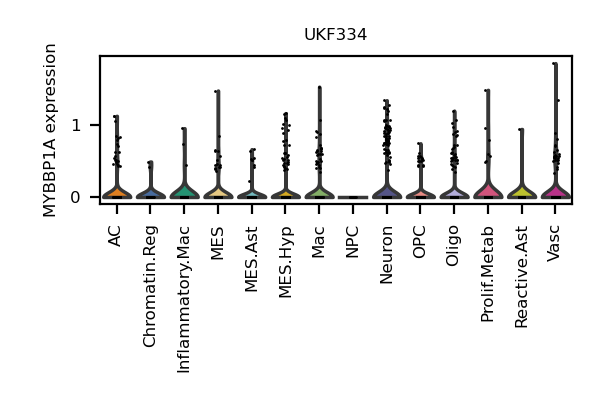 UKF334
MYBBP1A expression
1
0
AC
Chromatin.Reg
Inflammatory.Mac
MES
MES.Ast
MES.Hyp
Mac
NPC
Neuron
OPC
Oligo
Prolif.Metab
Reactive.Ast
Vasc